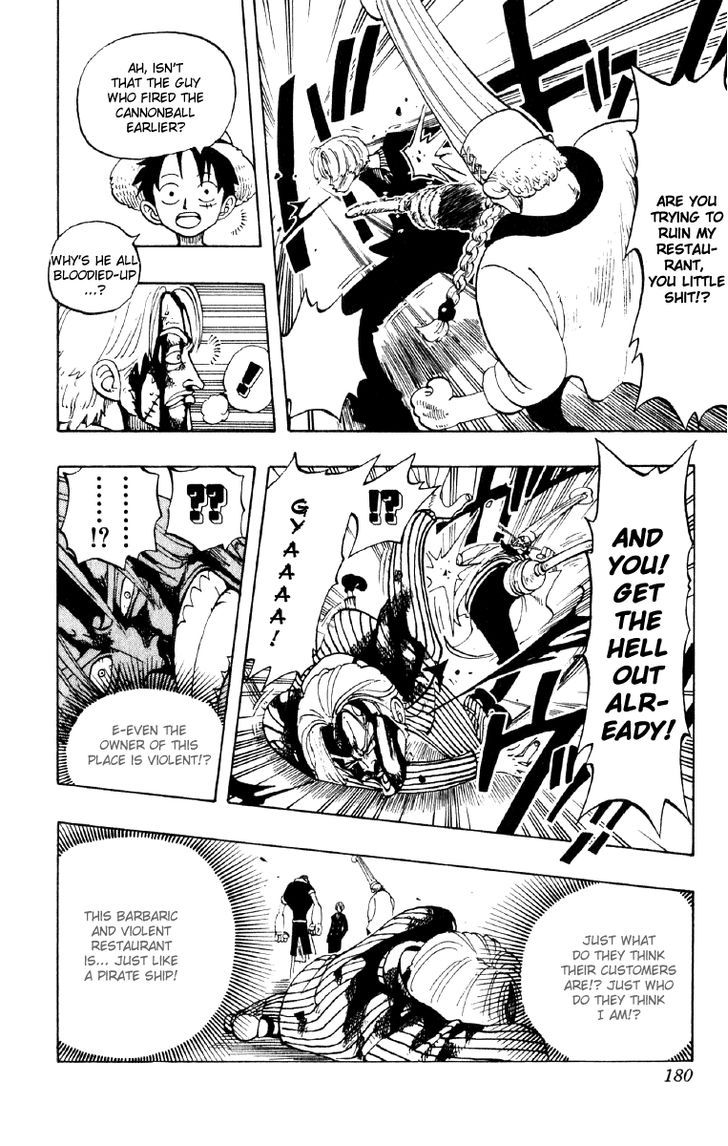 ARE YOU
TRYING TO
RUIN MY
RESTAU-
RANT,
YOU LITTLE
SHIT!?
AH, ISN'T
THAT THE GUY
WHO FIRED THE
CANNONBALL
EARLIER?
WHY'S HE ALL
BLOODIED-UP
...?
!
AND
YOU!
GET
THE
HELL
OUT
ALR-
EADY!
!?
GYAAAA!
??
......
......!?
E-EVEN THE
OWNER OF THIS
PLACE IS VIOLENT!?
JUST WHAT
DO THEY THINK
THEIR CUSTOMERS
ARE!? JUST WHO
DO THEY THINK
I AM!?
THIS BARBARIC
AND VIOLENT
RESTAURANT
IS... JUST LIKE
A PIRATE SHIP!
180